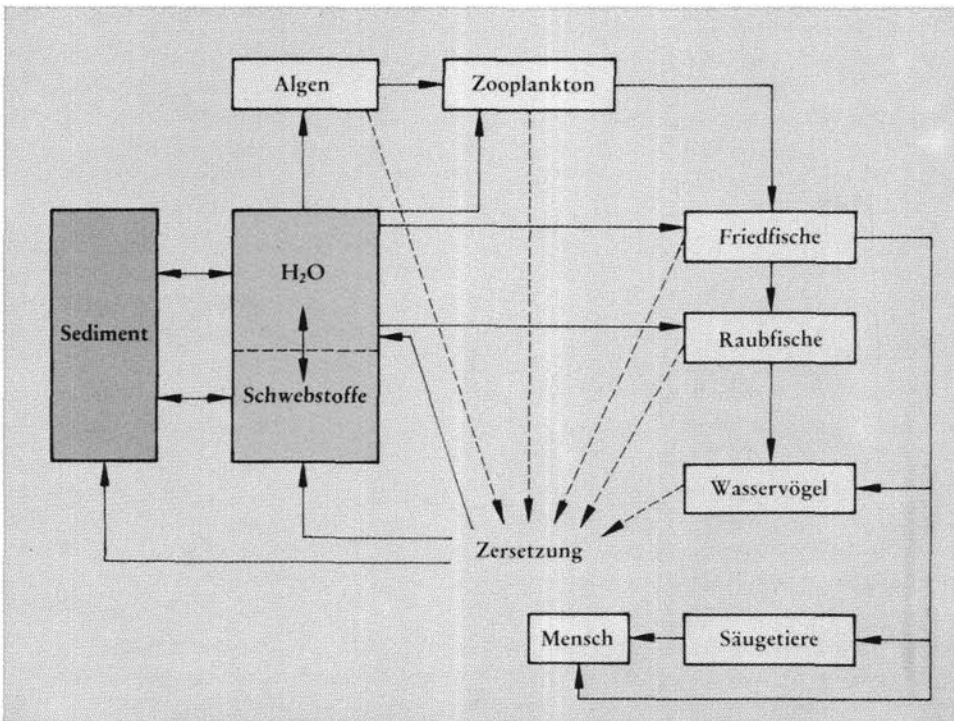 Algen
Zooplankton
Friedfische
H₂O
Sediment
Raubfische
Schwebstoffe
Wasservögel
Zersetzung
Mensch
Säugetiere